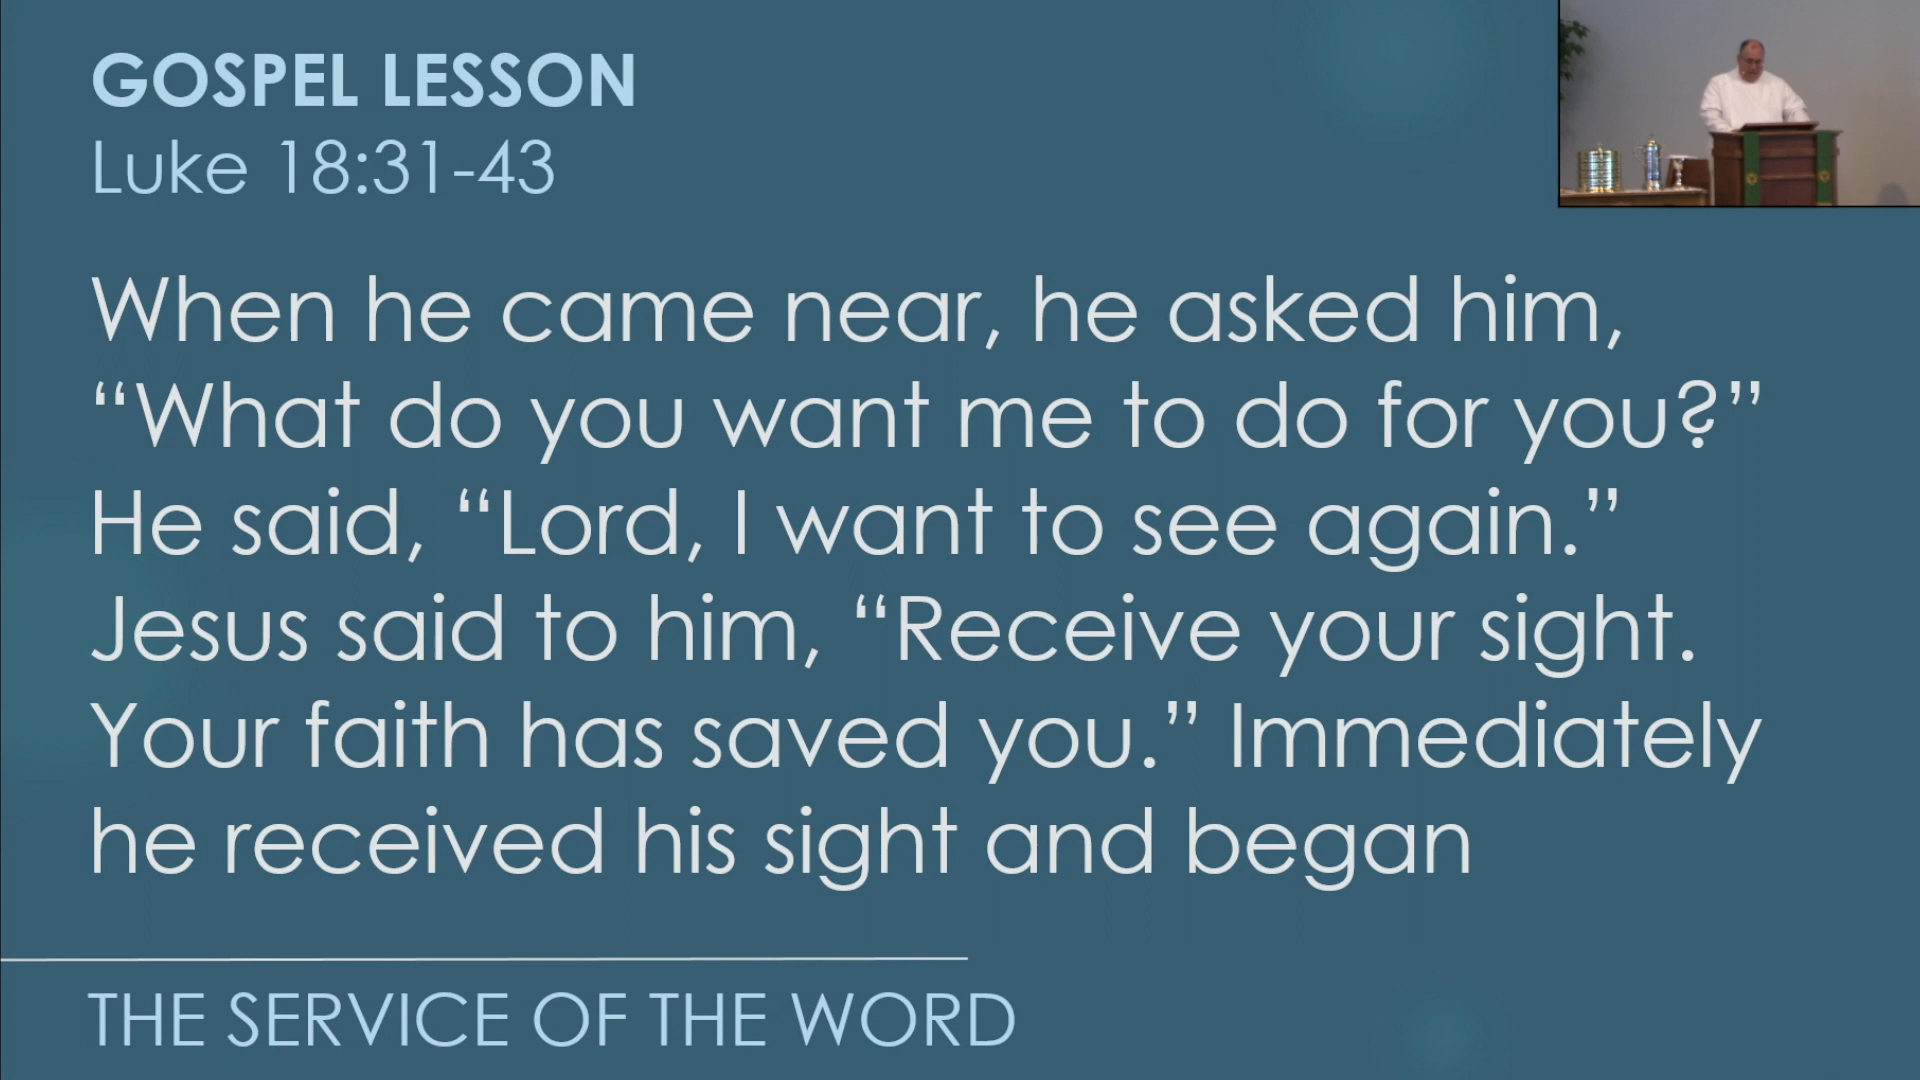 GOSPEL LESSON
Luke 18:31-43
When he came near, he asked him,
“What do you want me to do for you?”
He said, “Lord, I want to see again.”
Jesus said to him, “Receive your sight.
Your faith has saved you.” Immediately
he received his sight and began
THE SERVICE OF THE WORD